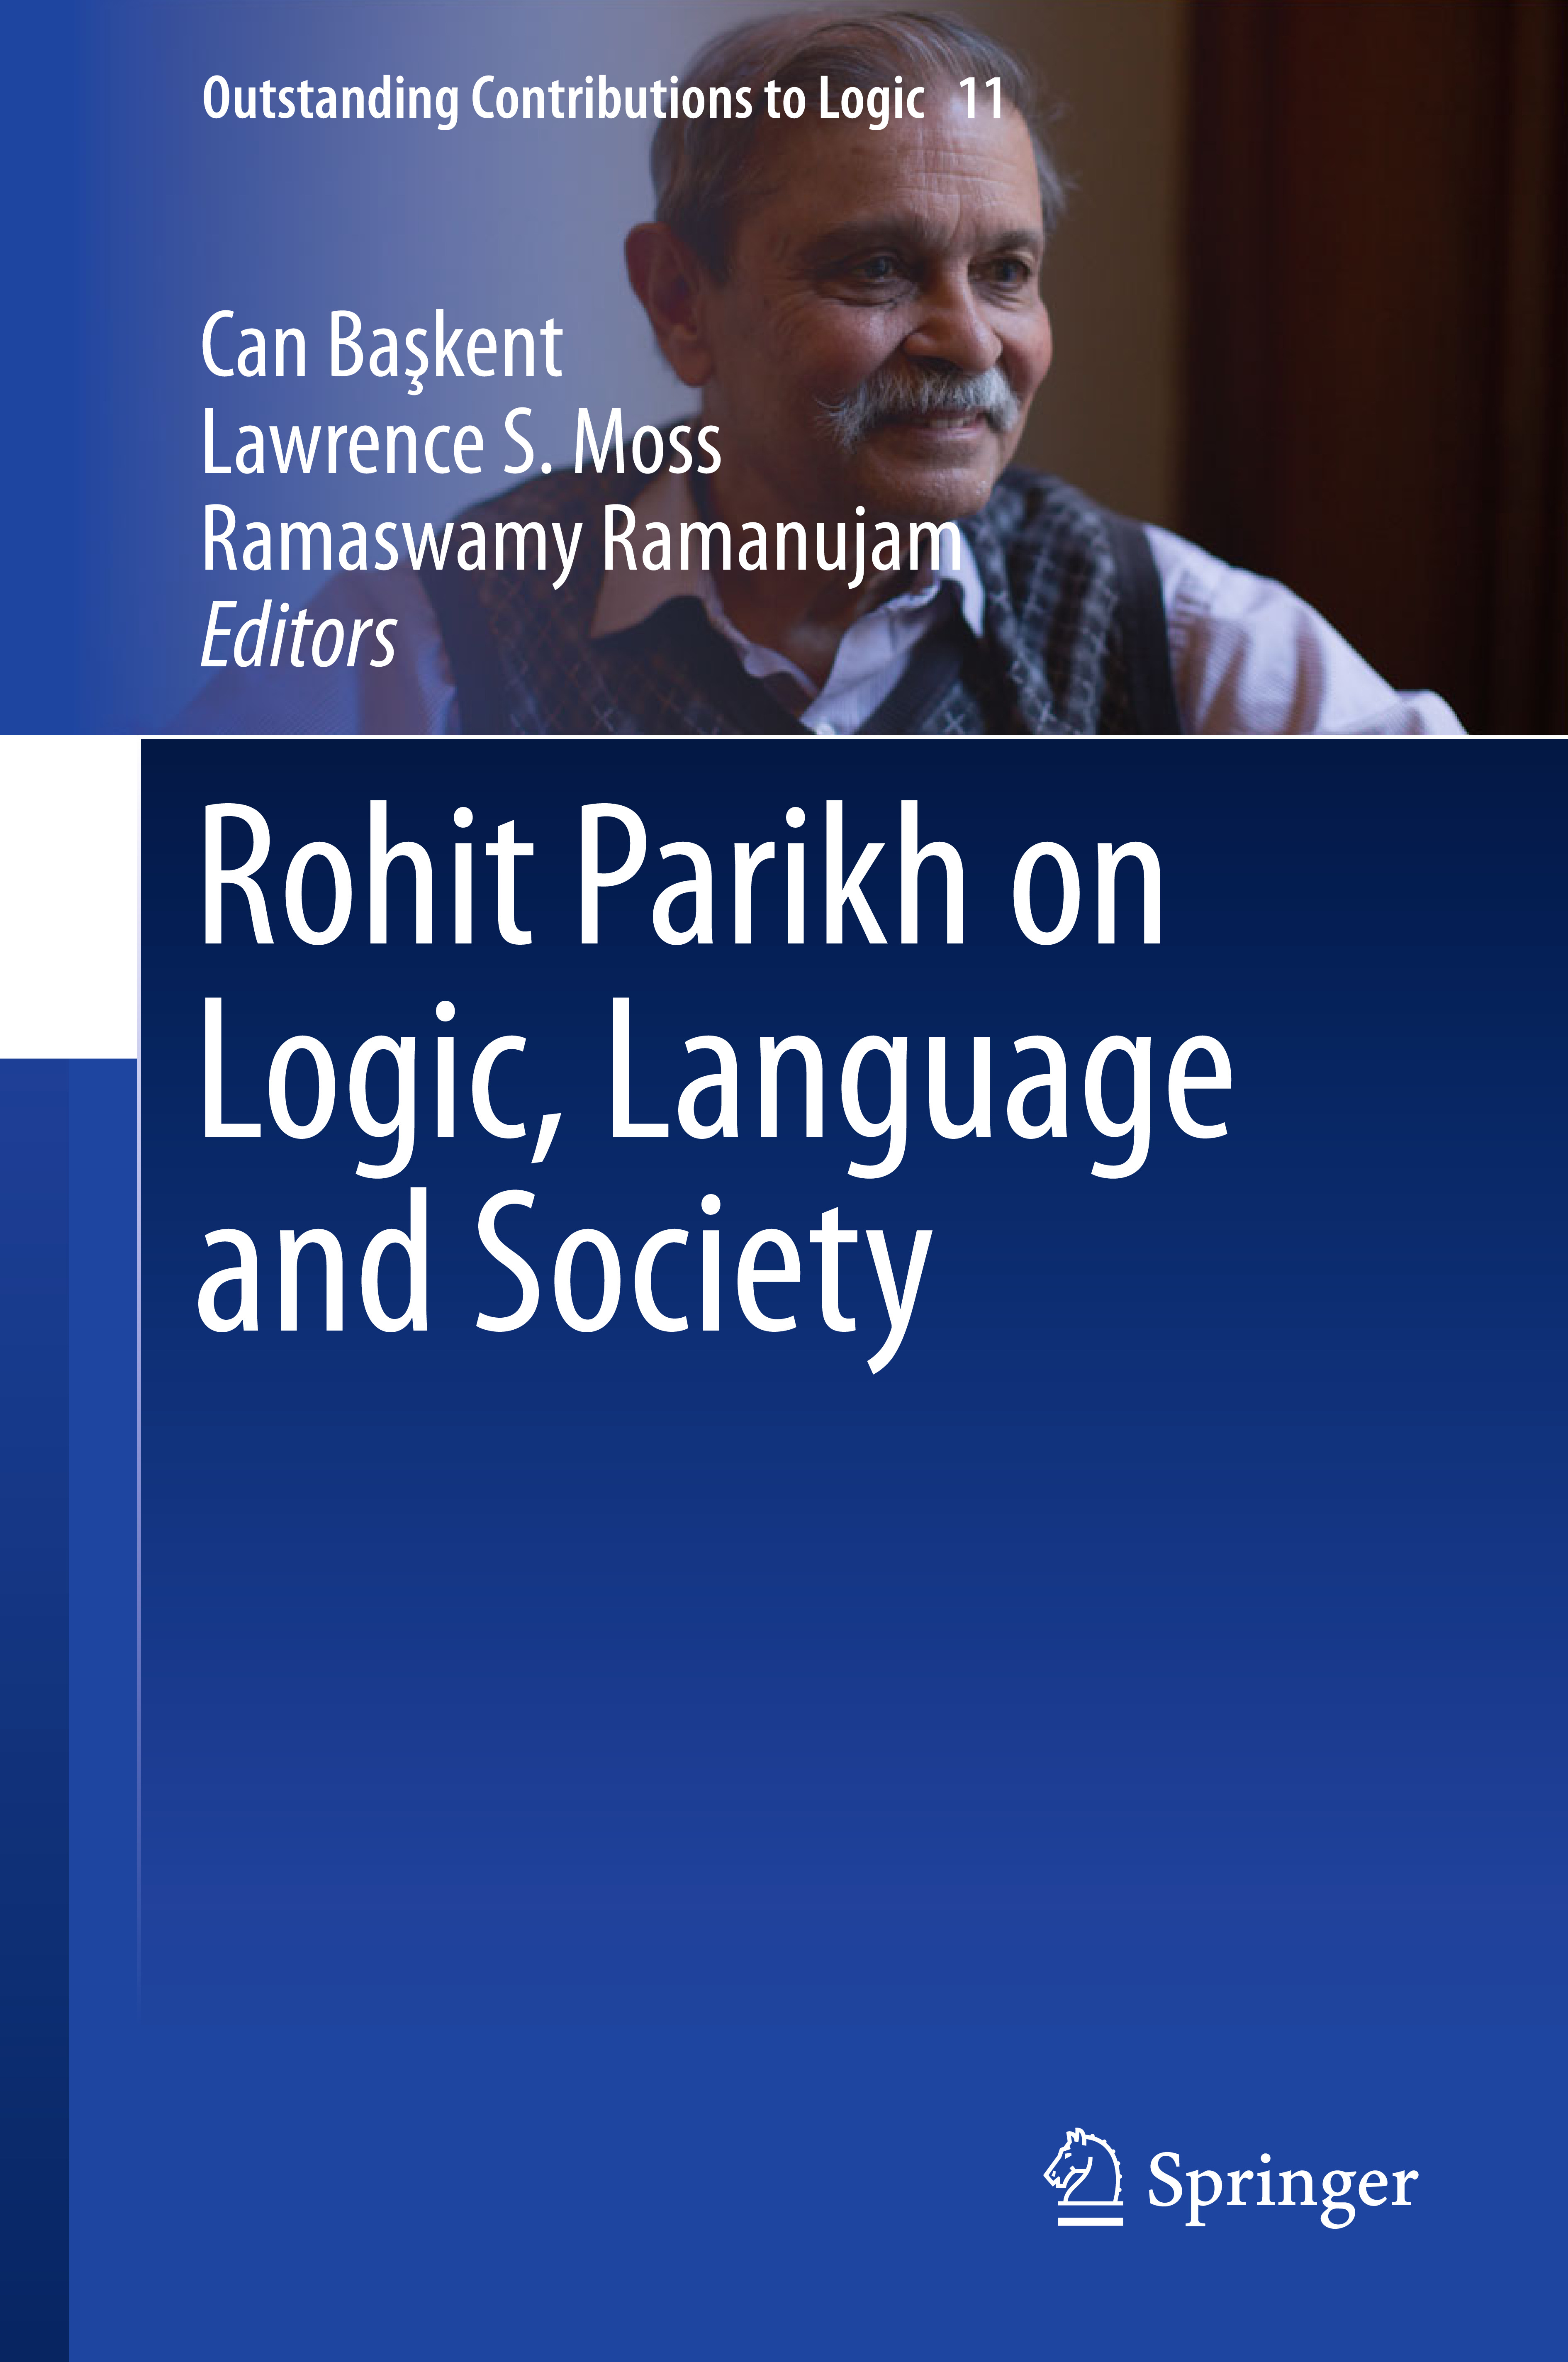 Outstanding Contributions to Logic 11
Can Başkent
Lawrence S. Moss
Ramaswamy Ramanujam
Editors
Rohit Parikh on
Logic, Language
and Society
Springer